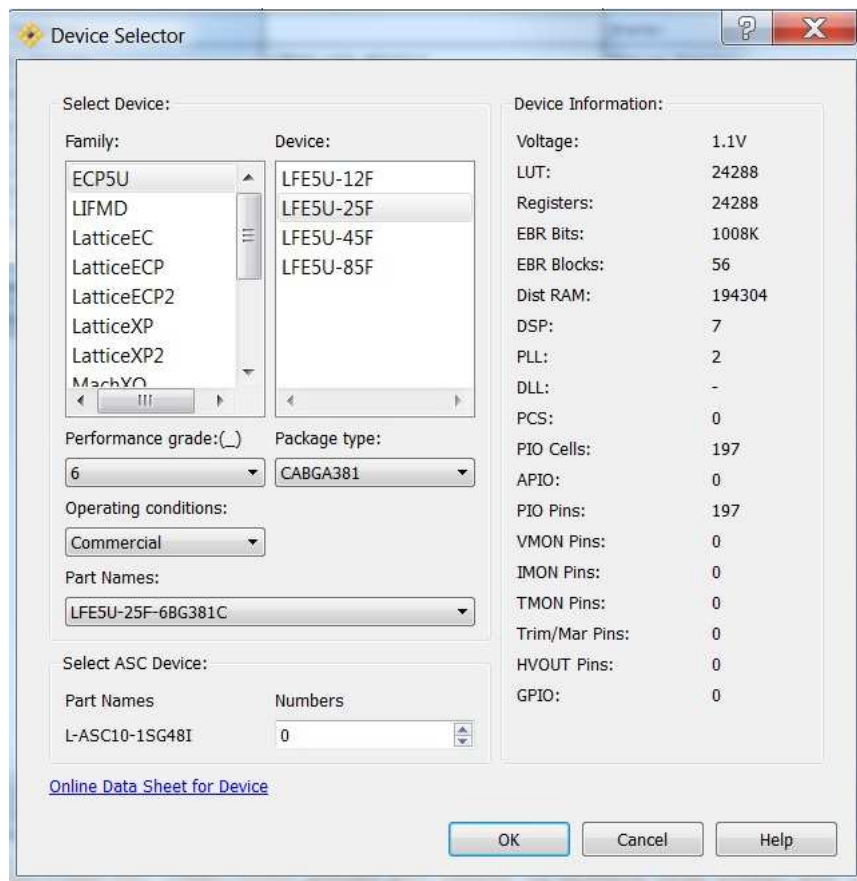 Device Selector
Select Device:
Family:
Device:
ECP5U
LIFMD
LatticeEC
LatticeECP
LatticeECP2
LatticeXP
LatticeXP2
MachXO
LFE5U-12F
LFE5U-25F
LFE5U-45F
LFE5U-85F
Performance grade:(_)
Package type:
6
CABGA381
Operating conditions:
Commercial
Part Names:
LFE5U-25F-6BG381C
Select ASC Device:
Part Names Numbers
L-ASC10-1SG48I 0
Online Data Sheet for Device
Device Information:
Voltage: 1.1V
LUT: 24288
Registers: 24288
EBR Bits: 1008K
EBR Blocks: 56
Dist RAM: 194304
DSP: 7
PLL: 2
DLL: -
PCS: 0
PIO Cells: 197
APIO: 0
PIO Pins: 197
VMON Pins: 0
IMON Pins: 0
TMON Pins: 0
Trim/Mar Pins: 0
HVOUT Pins: 0
GPIO: 0
OK Cancel Help